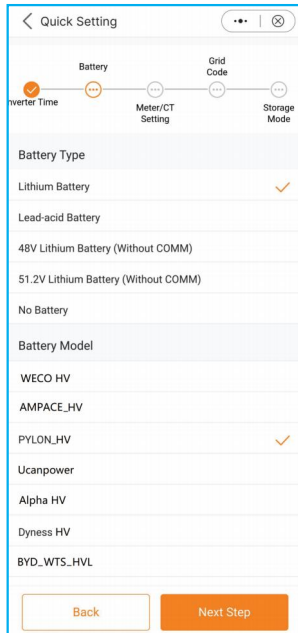 Quick Setting
Battery
Grid
Code
nverter Time
Meter/CT
Setting
Storage
Mode
Battery Type
Lithium Battery
Lead-acid Battery
48V Lithium Battery (Without COMM)
51.2V Lithium Battery (Without COMM)
No Battery
Battery Model
WECO HV
AMPACE_HV
PYLON_HV
Ucanpower
Alpha HV
Dyness HV
BYD_WTS_HVL
Back
Next Step